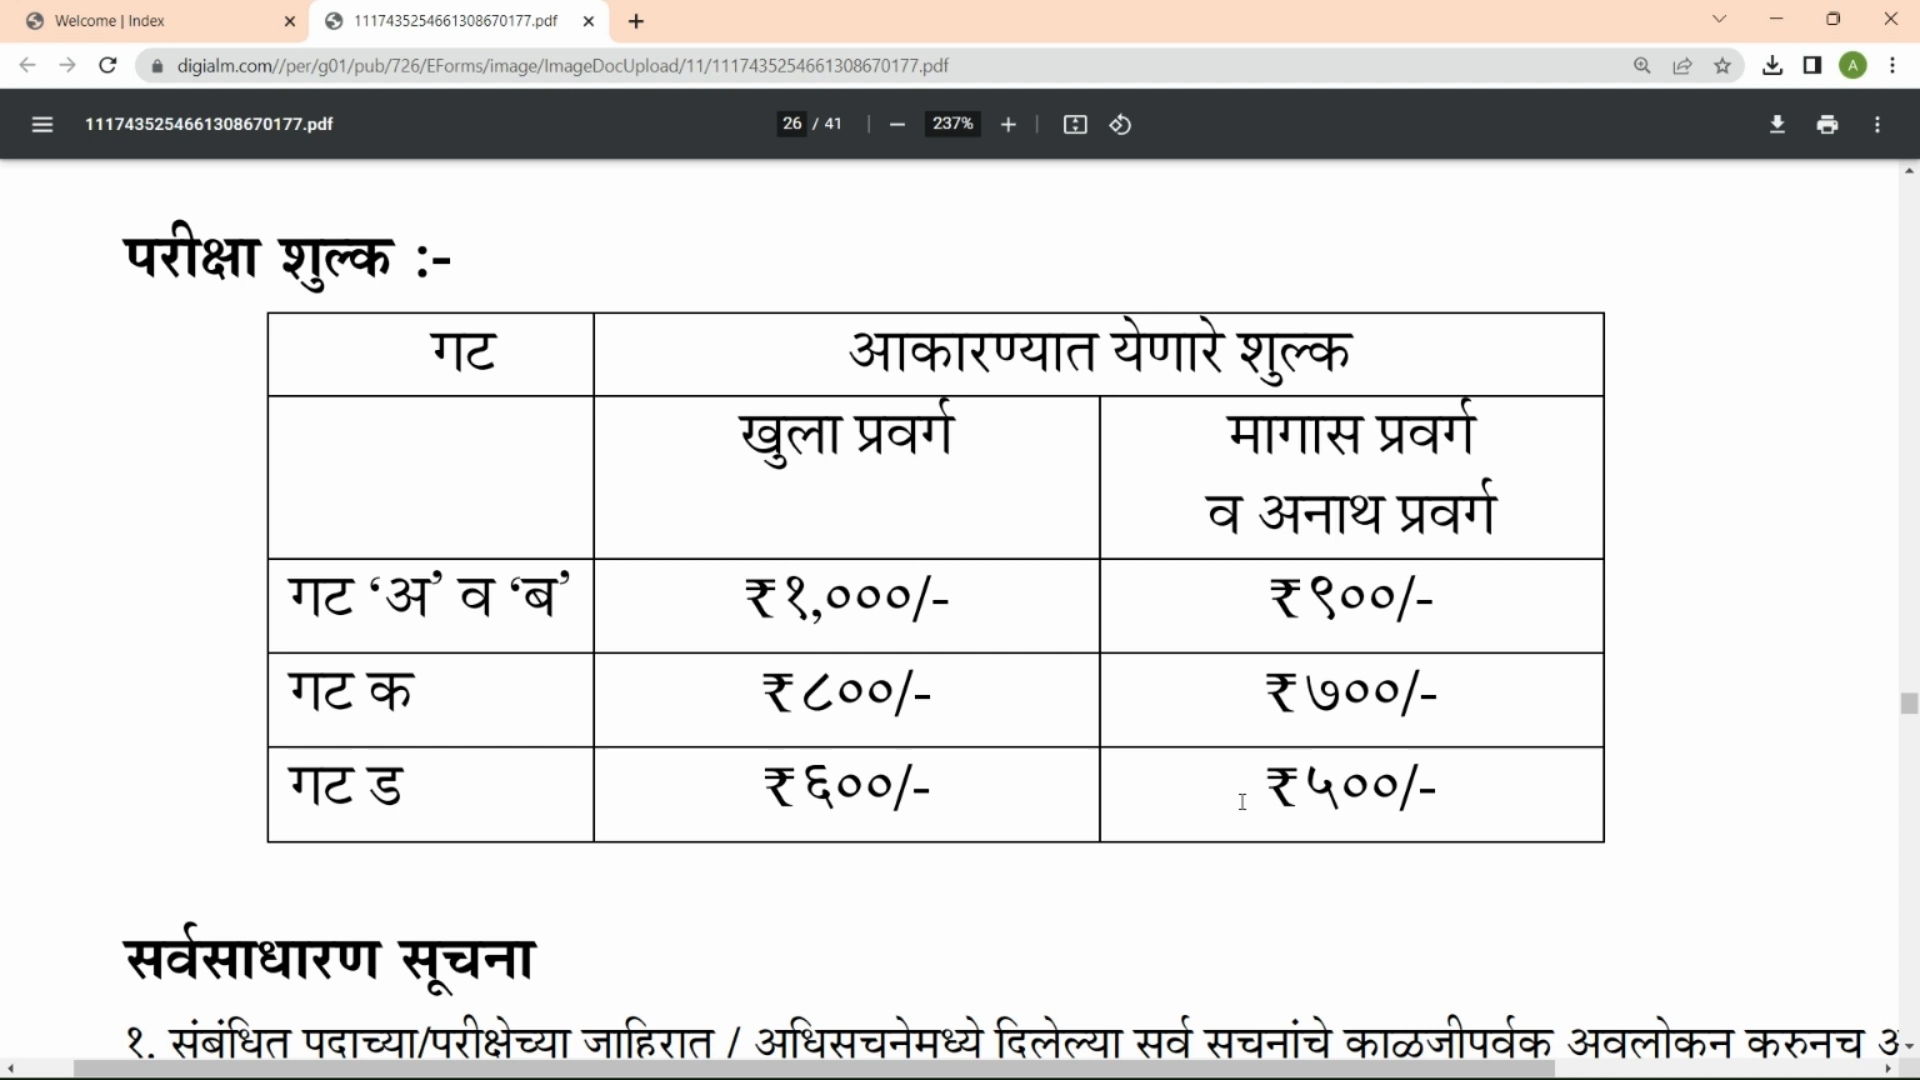 Welcome | Index
1117435254661308670177.pdf
digialm.com//per/g01/pub/726/EForms/image/ImageDocUpload/11/1117435254661308670177.pdf
A
1117435254661308670177.pdf
26 / 41
237%
परीक्षा शुल्क :-
गट
आकारण्यात येणारे शुल्क
खुला प्रवर्ग
मागास प्रवर्ग
व अनाथ प्रवर्ग
गट ‘अ’ व ‘ब’
₹१,०००/-
₹९००/-
गट क
₹८००/-
₹७००/-
गट ड
₹६००/-
₹५००/-
सर्वसाधारण सूचना
१. संबंधित पदाच्या/परीक्षेच्या जाहिरात / अधिसचनेमध्ये दिलेल्या सर्व सचनांचे काळजीपर्वक अवलोकन करुनच